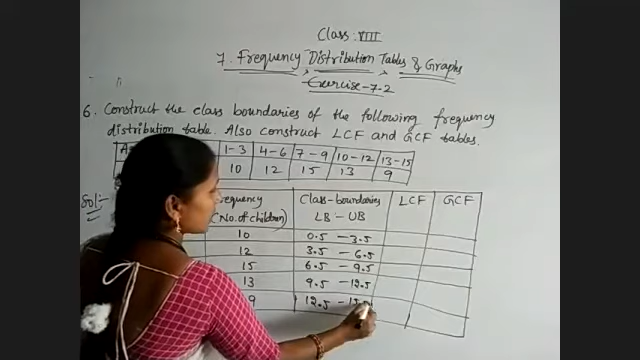 Class:- VIII
7. Frequency Distribution Tables & Graphs
Exercise-7.2
6. Construct the class boundaries of the following frequency
distribution table. Also construct LCF and GCF tables.
1-3 4-6 7-9 10-12 13-15
10 12 15 13 9
Sol:-
Frequency (No. of children) Class-boundaries LB - UB LCF GCF
10 0.5 - 3.5
12 3.5 - 6.5
15 6.5 - 9.5
13 9.5 - 12.5
9 12.5 -